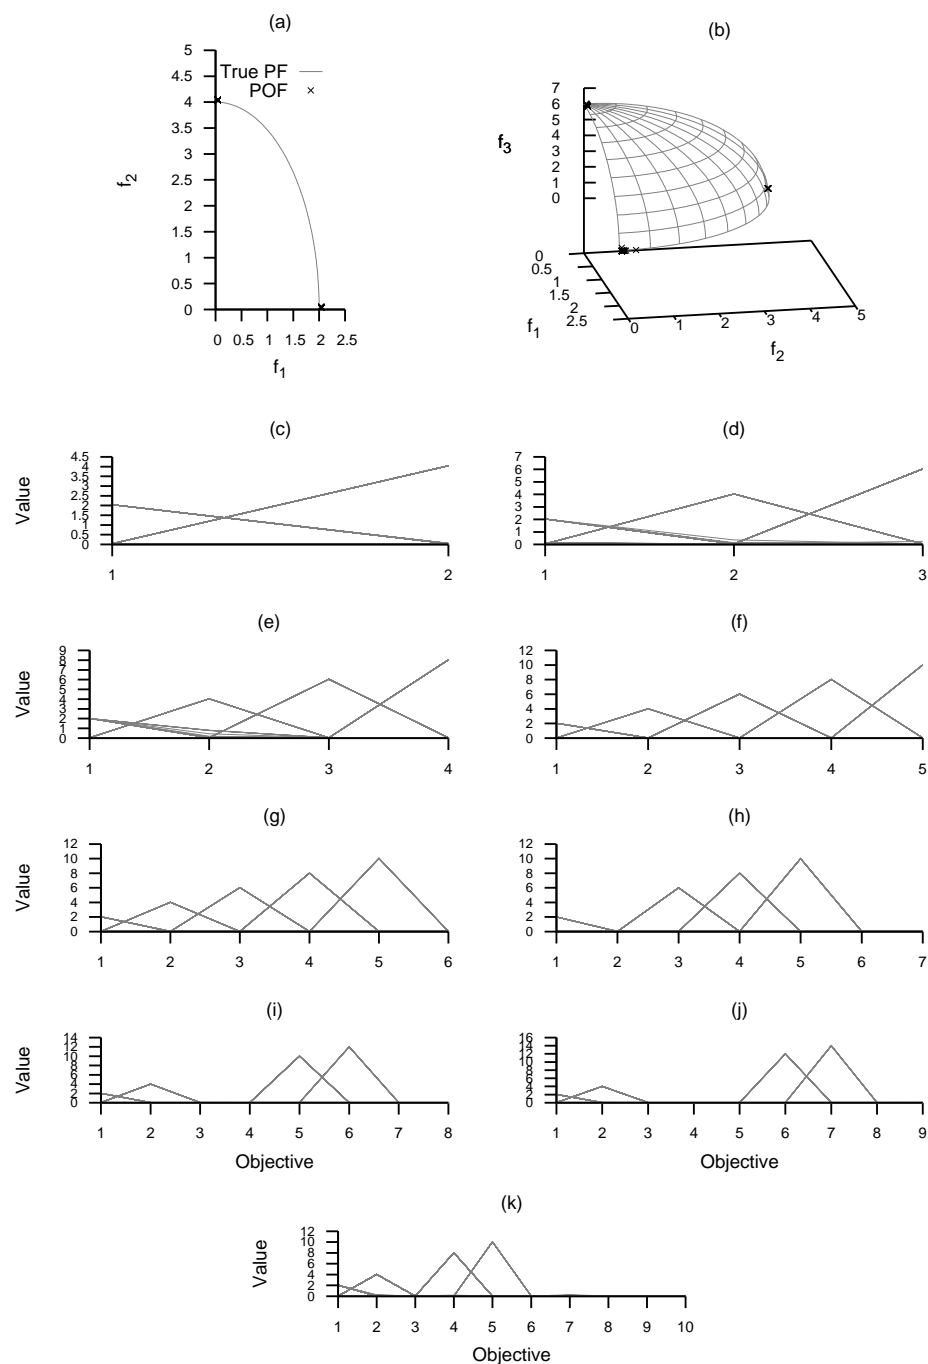 (a)
5
4.5
4
3.5
3
2.5
2
1.5
1
0.5
0
True PF
POF
f2
0 0.5 1 1.5 2 2.5
f1
(b)
7
6
5
4
3
2
1
0
f3
0
0.5
1
1.5
2
2.5
f1
0 1 2 3 4 5
f2
(c)
Value
4.5
4
3.5
3
2.5
2
1.5
1
0.5
0
1 2
(d)
7
6
5
4
3
2
1
0
1 2 3
(e)
Value
9
8
7
6
5
4
3
2
1
0
1 2 3 4
(f)
12
10
8
6
4
2
0
1 2 3 4 5
(g)
Value
12
10
8
6
4
2
0
1 2 3 4 5 6
(h)
12
10
8
6
4
2
0
1 2 3 4 5 6 7
(i)
Value
14
12
10
8
6
4
2
0
1 2 3 4 5 6 7 8
Objective
(j)
16
14
12
10
8
6
4
2
0
1 2 3 4 5 6 7 8 9
Objective
(k)
Value
12
10
8
6
4
2
0
1 2 3 4 5 6 7 8 9 10
Objective